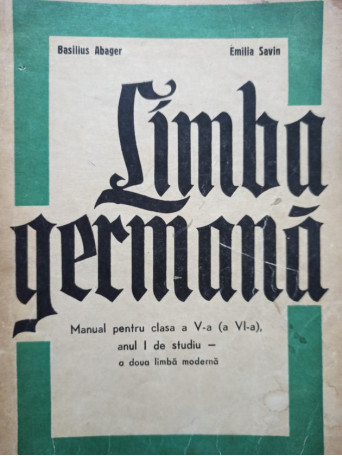 Basilius Abager Emilia Savin
Limba
germană
Manual pentru clasa a V-a (a VI-a),
anul I de studiu —
a doua limbă modernă